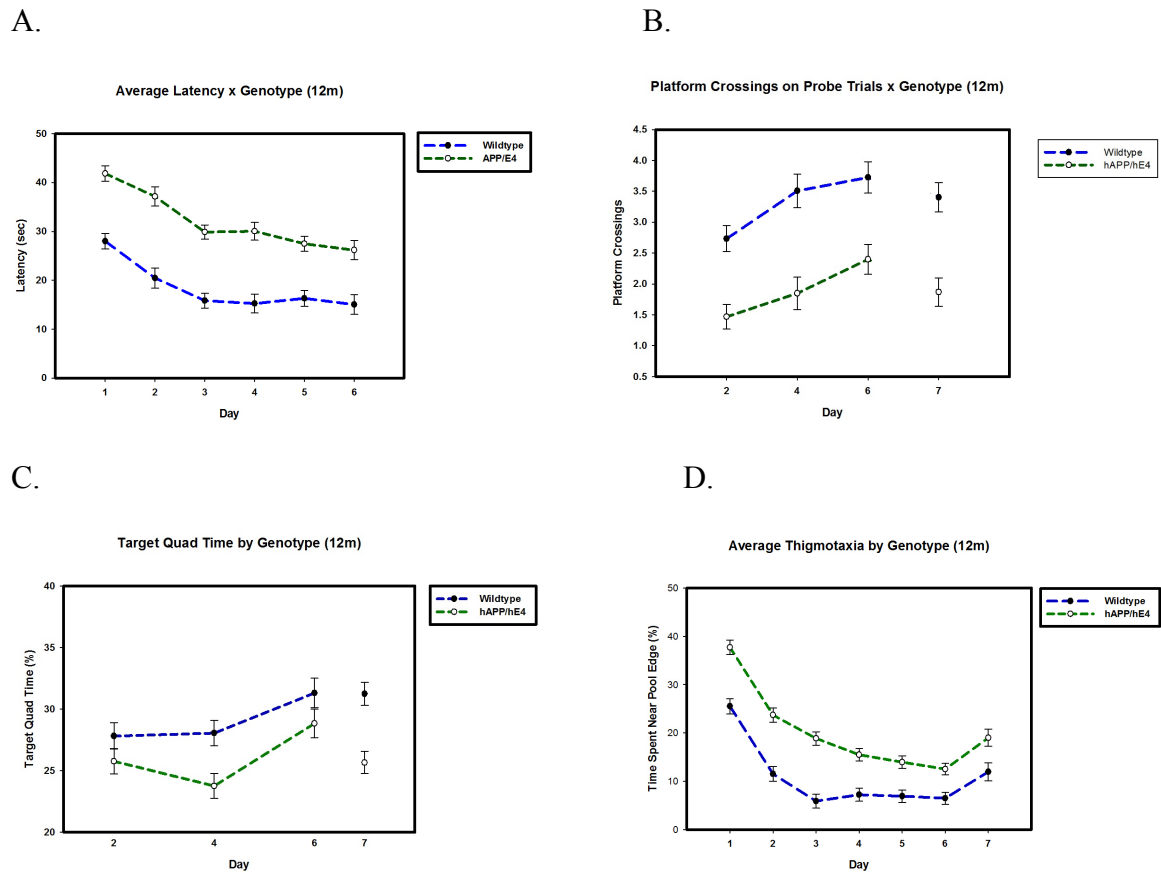 A.
Average Latency x Genotype (12m)
50
40
30
20
10
0
Latency (sec)
1 2 3 4 5 6
Day
Wildtype
APP/E4
B.
Platform Crossings on Probe Trials x Genotype (12m)
4.5
4.0
3.5
3.0
2.5
2.0
1.5
1.0
0.5
Platform Crossings
2 4 6 7
Day
Wildtype
hAPP/hE4
C.
Target Quad Time by Genotype (12m)
40
35
30
25
20
Target Quad Time (%)
2 4 6 7
Day
Wildtype
hAPP/hE4
D.
Average Thigmotaxia by Genotype (12m)
50
40
30
20
10
0
Time Spent Near Pool Edge (%)
1 2 3 4 5 6 7
Day
Wildtype
hAPP/hE4